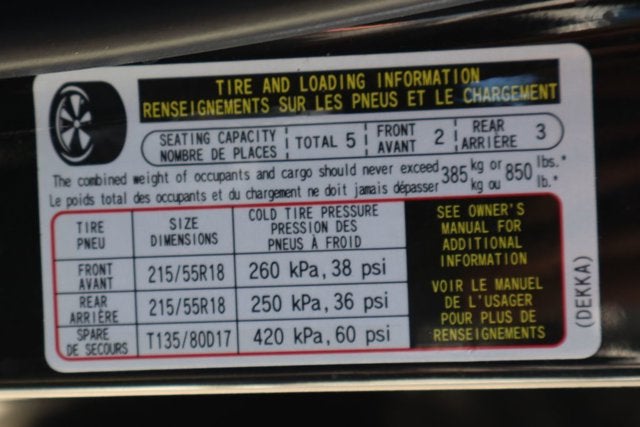 TIRE AND LOADING INFORMATION
RENSEIGNEMENTS SUR LES PNEUS ET LE CHARGEMENT
SEATING CAPACITY
NOMBRE DE PLACES
TOTAL 5
FRONT
AVANT
2
REAR
ARRIÈRE
3
The combined weight of occupants and cargo should never exceed 385 kg or 850 lbs.*
Le poids total des occupants et du chargement ne doit jamais dépasser kg ou lb.*
TIRE
PNEU
SIZE
DIMENSIONS
COLD TIRE PRESSURE
PRESSION DES
PNEUS À FROID
FRONT
AVANT
215/55R18
260 kPa, 38 psi
REAR
ARRIÈRE
215/55R18
250 kPa, 36 psi
SPARE
DE SECOURS
T135/80D17
420 kPa, 60 psi
SEE OWNER'S
MANUAL FOR
ADDITIONAL
INFORMATION
VOIR LE MANUEL
DE L'USAGER
POUR PLUS DE
RENSEIGNEMENTS
(DEKKA)